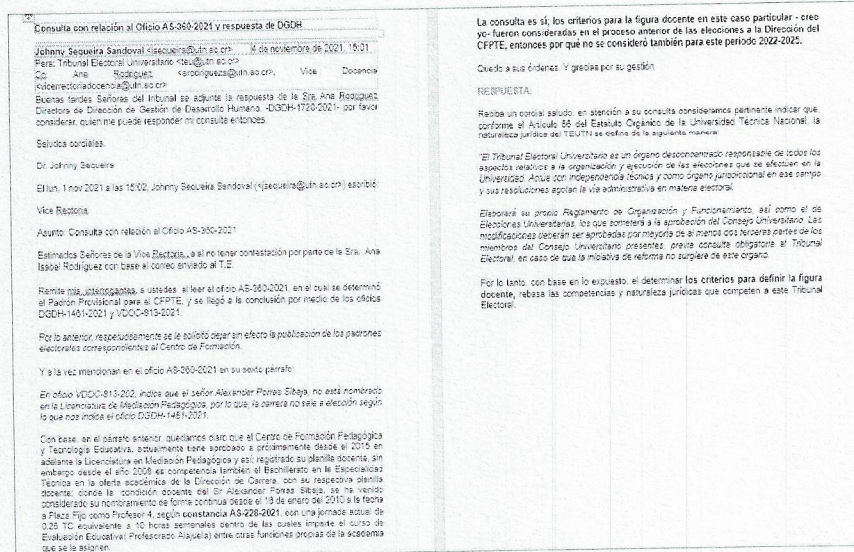 Consulta con relación al Oficio AS-360-2021 y respuesta de DGDH
Johnny Sequeira Sandoval <jsequeira@utn.ac.cr> 4 de noviembre de 2021, 15:01
Para: Tribunal Electoral Universitario <teu@utn.ac.cr>
Cc: Ana Rodriguez <arodriguezs@utn.ac.cr>, Vice Docencia
<vicerrectoriadocencia@utn.ac.cr>
Buenas tardes Señores del tribunal se adjunta la respuesta de la Sra. Ana Rodriguez
Directora de Dirección de Gestión de Desarrollo Humano. -DGDH-1728-2021- por favor
considerar, quien me puede responder mi consulta entonces.
Saludos cordiales.
Dr. Johnny Sequeira
El lun, 1 nov 2021 a las 15:02, Johnny Sequeira Sandoval (<jsequeira@utn.ac.cr>) escribió:
Vice Rectoria
Asunto: Consulta con relación al Oficio AS-360-2021
Estimados Señores de la Vice Rectoria, a al no tener contestación por parte de la Sra. Ana
Isabel Rodríguez con base al correo enviado al T.E.
Remite mis interrogantes, a ustedes, al leer el oficio AS-360-2021, en el cual se determinó
el Padrón Provisional para el CFPTE, y se llegó a la conclusión por medio de los oficios
DGDH-1461-2021 y VDOC-913-2021.
Por lo anterior, respetuosamente se le solicitó dejar sin efecto la publicación de los padrones
electorales correspondientes al Centro de Formación.
Y a la vez mencionan en el oficio AS-360-2021 en su sexto párrafo:
En oficio VDOC-913-202, indica que el señor Alexander Porras Sibaja, no está nombrado
en la Licenciatura de Mediación Pedagógica, por lo que, la carrera no sale a elección según
lo que nos indica el oficio DGDH-1461-2021.
Con base, en el párrafo anterior, quedamos claro que el Centro de Formación Pedagógica
y Tecnología Educativa, actualmente tiene aprobado a próximamente desde el 2015 en
adelante la Licenciatura en Mediación Pedagógica y así; registrado su planilla docente, sin
embargo desde el año 2008 es competencia también el Bachillerato en la Especialidad
Técnica en la oferta académica de la Dirección de Carrera, con su respectiva planilla
docente; donde la condición docente del Sr Alexander Porras Sibaja, se ha venido
considerado su nombramiento de forma continua desde el 18 de enero del 2010 a la fecha
a Plaza Fijo como Profesor 4, según constancia AS-228-2021, con una jornada actual de
0.25 TC equivalente a 10 horas semanales dentro de las cuales imparte el curso de
Evaluación Educativa( Profesorado Alajuela) entre otras funciones propias de la academia
que se le asignen.
La consulta es si; los criterios para la figura docente en este caso particular - creo
yo- fueron consideradas en el proceso anterior de las elecciones a la Dirección del
CFPTE, entonces por qué no se consideró también para este periodo 2022-2025.
Quedo a sus órdenes. Y gracias por su gestión
RESPUESTA:
Reciba un cordial saludo, en atención a su consulta consideramos pertinente indicar que,
conforme el Artículo 56 del Estatuto Orgánico de la Universidad Técnica Nacional, la
naturaleza jurídica del TEUTN se define de la siguiente manera:
"El Tribunal Electoral Universitario es un órgano desconcentrado responsable de todos los
aspectos relativos a la organización y ejecución de las elecciones que se efectúen en la
Universidad. Actúa con independencia técnica y como órgano jurisdiccional en ese campo
y sus resoluciones agotan la vía administrativa en materia electoral.
Elaborará su propio Reglamento de Organización y Funcionamiento, así como el de
Elecciones Universitarias, los que someterá a la aprobación del Consejo Universitario. Las
modificaciones deberán ser aprobadas por mayoría de al menos dos terceras partes de los
miembros del Consejo Universitario presentes, previa consulta obligatoria al Tribunal
Electoral, en caso de que la iniciativa de reforma no surgiere de este órgano.
Por lo tanto, con base en lo expuesto, el determinar los criterios para definir la figura
docente, rebasa las competencias y naturaleza jurídicas que competen a este Tribunal
Electoral.